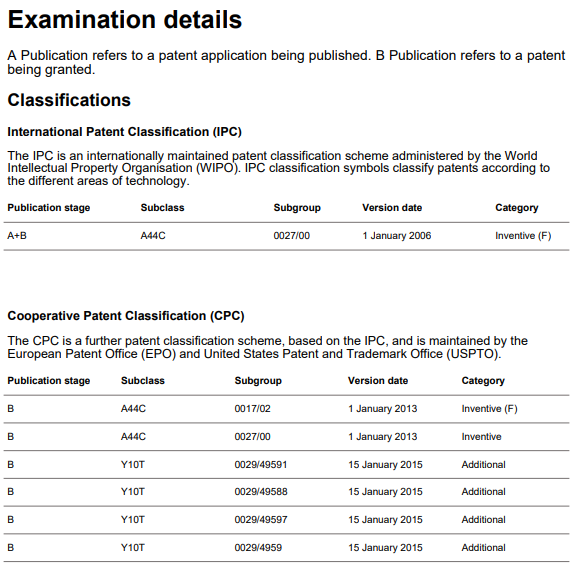 Examination details
A Publication refers to a patent application being published. B Publication refers to a patent
being granted.
Classifications
International Patent Classification (IPC)
The IPC is an internationally maintained patent classification scheme administered by the World
Intellectual Property Organisation (WIPO). IPC classification symbols classify patents according to
the different areas of technology.
Publication stage Subclass Subgroup Version date Category
A+B A44C 0027/00 1 January 2006 Inventive (F)
Cooperative Patent Classification (CPC)
The CPC is a further patent classification scheme, based on the IPC, and is maintained by the
European Patent Office (EPO) and United States Patent and Trademark Office (USPTO).
Publication stage Subclass Subgroup Version date Category
B A44C 0017/02 1 January 2013 Inventive (F)
B A44C 0027/00 1 January 2013 Inventive
B Y10T 0029/49591 15 January 2015 Additional
B Y10T 0029/49588 15 January 2015 Additional
B Y10T 0029/49597 15 January 2015 Additional
B Y10T 0029/4959 15 January 2015 Additional